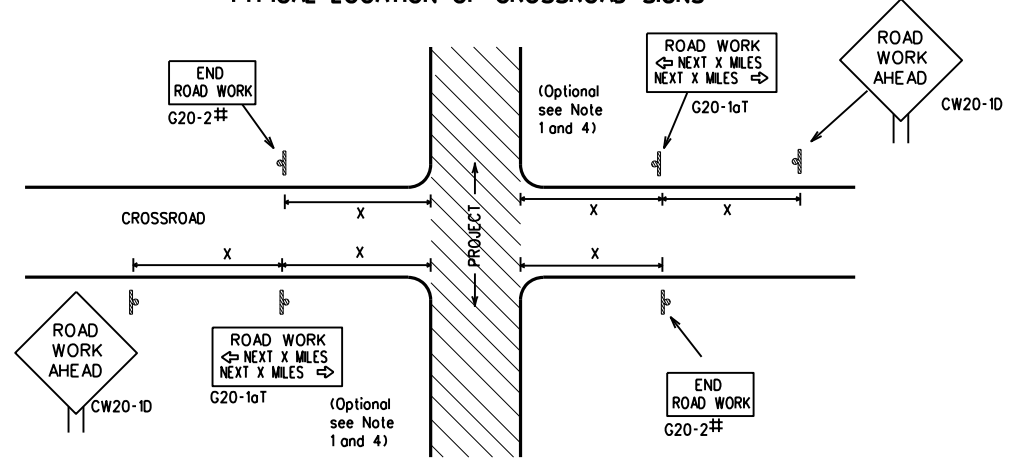 TYPICAL LOCATION OF CROSSROAD SIGNS
END
ROAD WORK
G20-2#
(Optional
see Note
1 and 4)
ROAD WORK
⇦ NEXT X MILES
NEXT X MILES ⇨
G20-1aT
ROAD
WORK
AHEAD
CW20-1D
CROSSROAD
X
X
X
PROJECT
X
X
X
ROAD
WORK
AHEAD
CW20-1D
ROAD WORK
⇦ NEXT X MILES
NEXT X MILES ⇨
G20-1aT
(Optional
see Note
1 and 4)
END
ROAD WORK
G20-2#